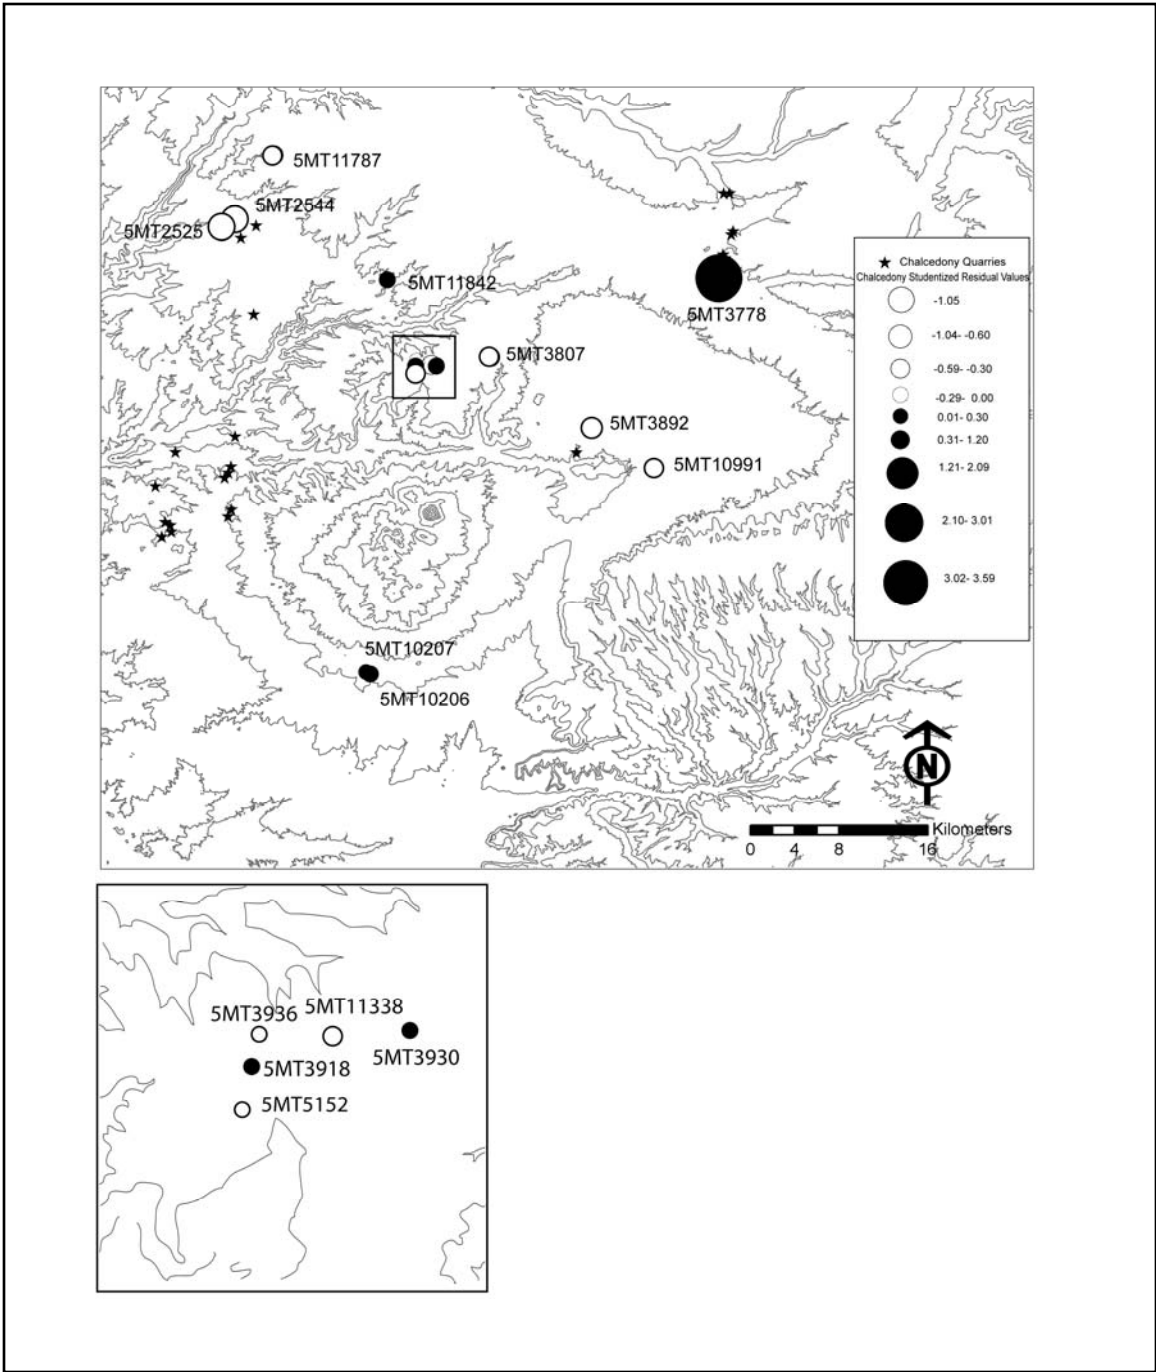 5MT11787
5MT2544
5MT2525
5MT11842
5MT3778
5MT3807
5MT3892
5MT10991
5MT10207
5MT10206
Chalcedony Quarries
Chalcedony Studentized Residual Values
-1.05
-1.04- -0.60
-0.59- -0.30
-0.29- 0.00
0.01- 0.30
0.31- 1.20
1.21- 2.09
2.10- 3.01
3.02- 3.59
N
Kilometers
0 4 8 16
5MT3936
5MT11338
5MT3930
5MT3918
5MT5152